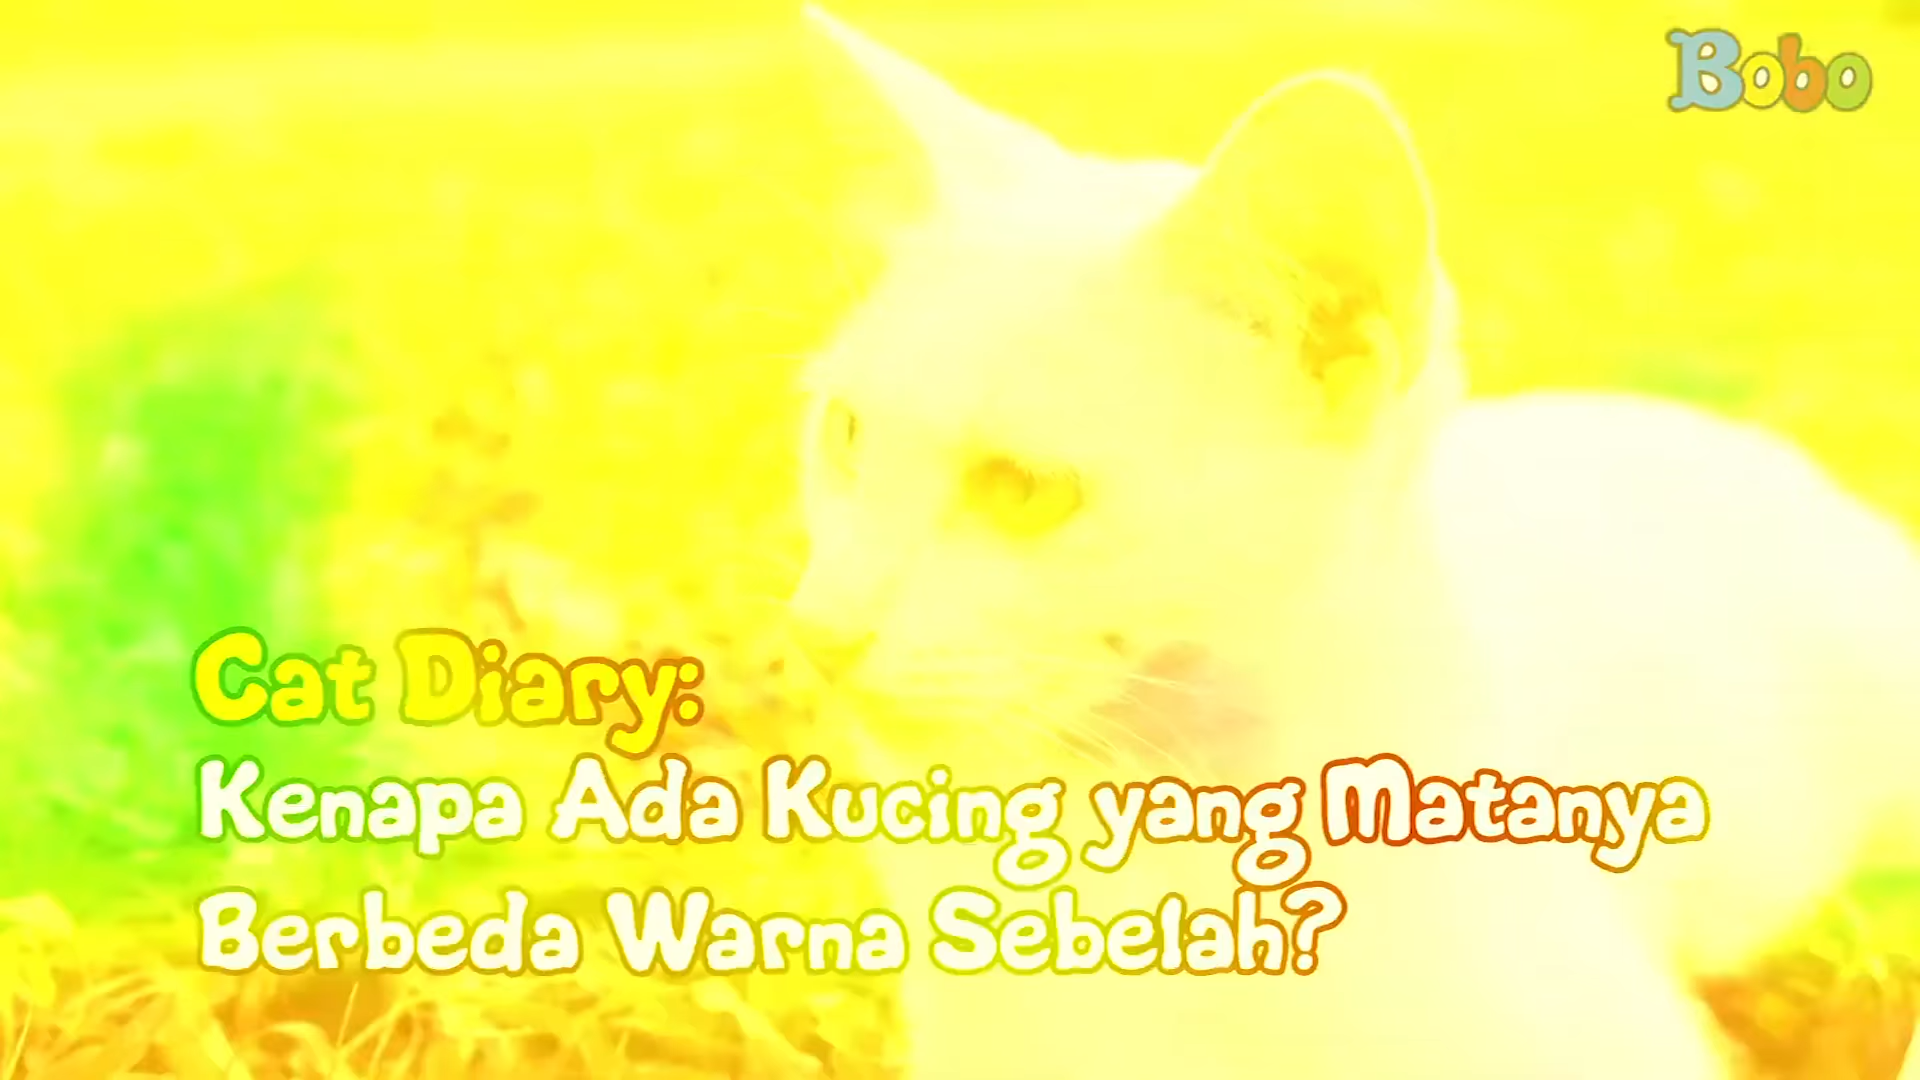 Bobo
Cat Diary:
Kenapa Ada Kucing yang Matanya
Berbeda Warna Sebelah?